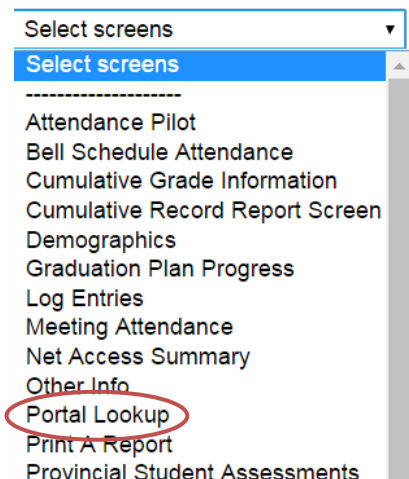 Select screens
Select screens
--------------------
Attendance Pilot
Bell Schedule Attendance
Cumulative Grade Information
Cumulative Record Report Screen
Demographics
Graduation Plan Progress
Log Entries
Meeting Attendance
Net Access Summary
Other Info
Portal Lookup
Print A Report
Provincial Student Assessments